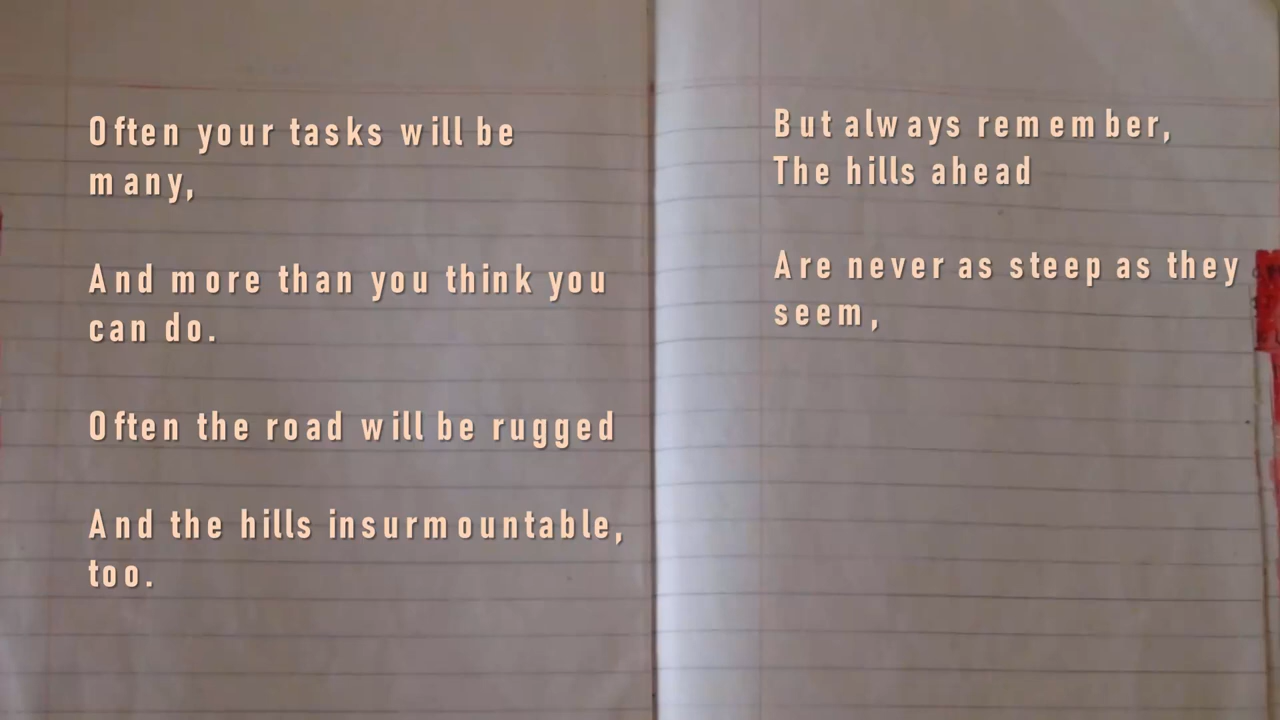 Often your tasks will be
many,
And more than you think you
can do.
Often the road will be rugged
And the hills insurmountable,
too.
But always remember,
The hills ahead
Are never as steep as they
seem,